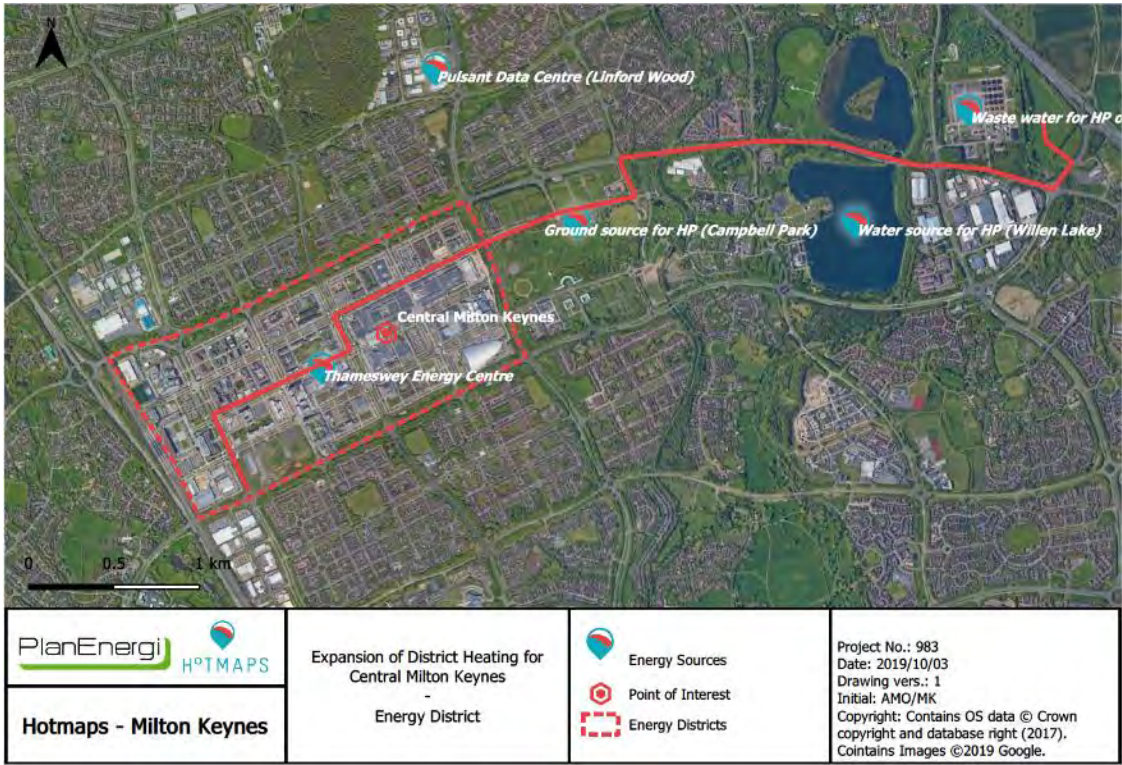 N
Pulsant Data Centre (Linford Wood)
Waste water for HP o
Ground source for HP (Campbell Park)
Water source for HP (Willen Lake)
Central Milton Keynes
Thameswey Energy Centre
0 0.5 1 km
PlanEnergi
HOTMAPS
Hotmaps - Milton Keynes
Expansion of District Heating for
Central Milton Keynes
-
Energy District
Energy Sources
Point of Interest
Energy Districts
Project No.: 983
Date: 2019/10/03
Drawing vers.: 1
Initial: AMO/MK
Copyright: Contains OS data © Crown
copyright and database right (2017).
Cointains Images ©2019 Google.